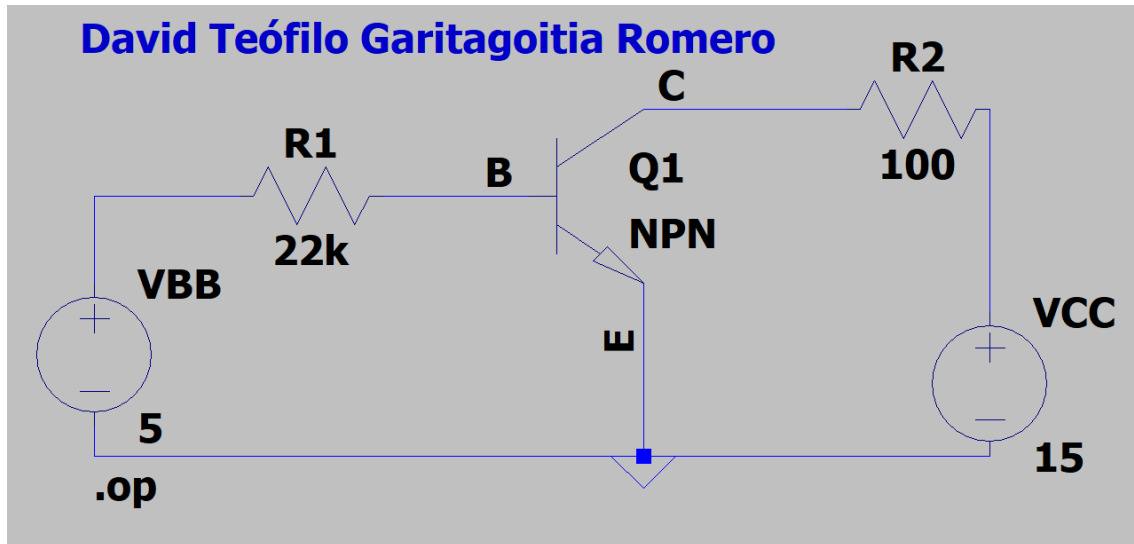 David Teófilo Garitagoitia Romero
R2
C
R1
100
B
Q1
22k
NPN
VBB
VCC
E
5
15
.op